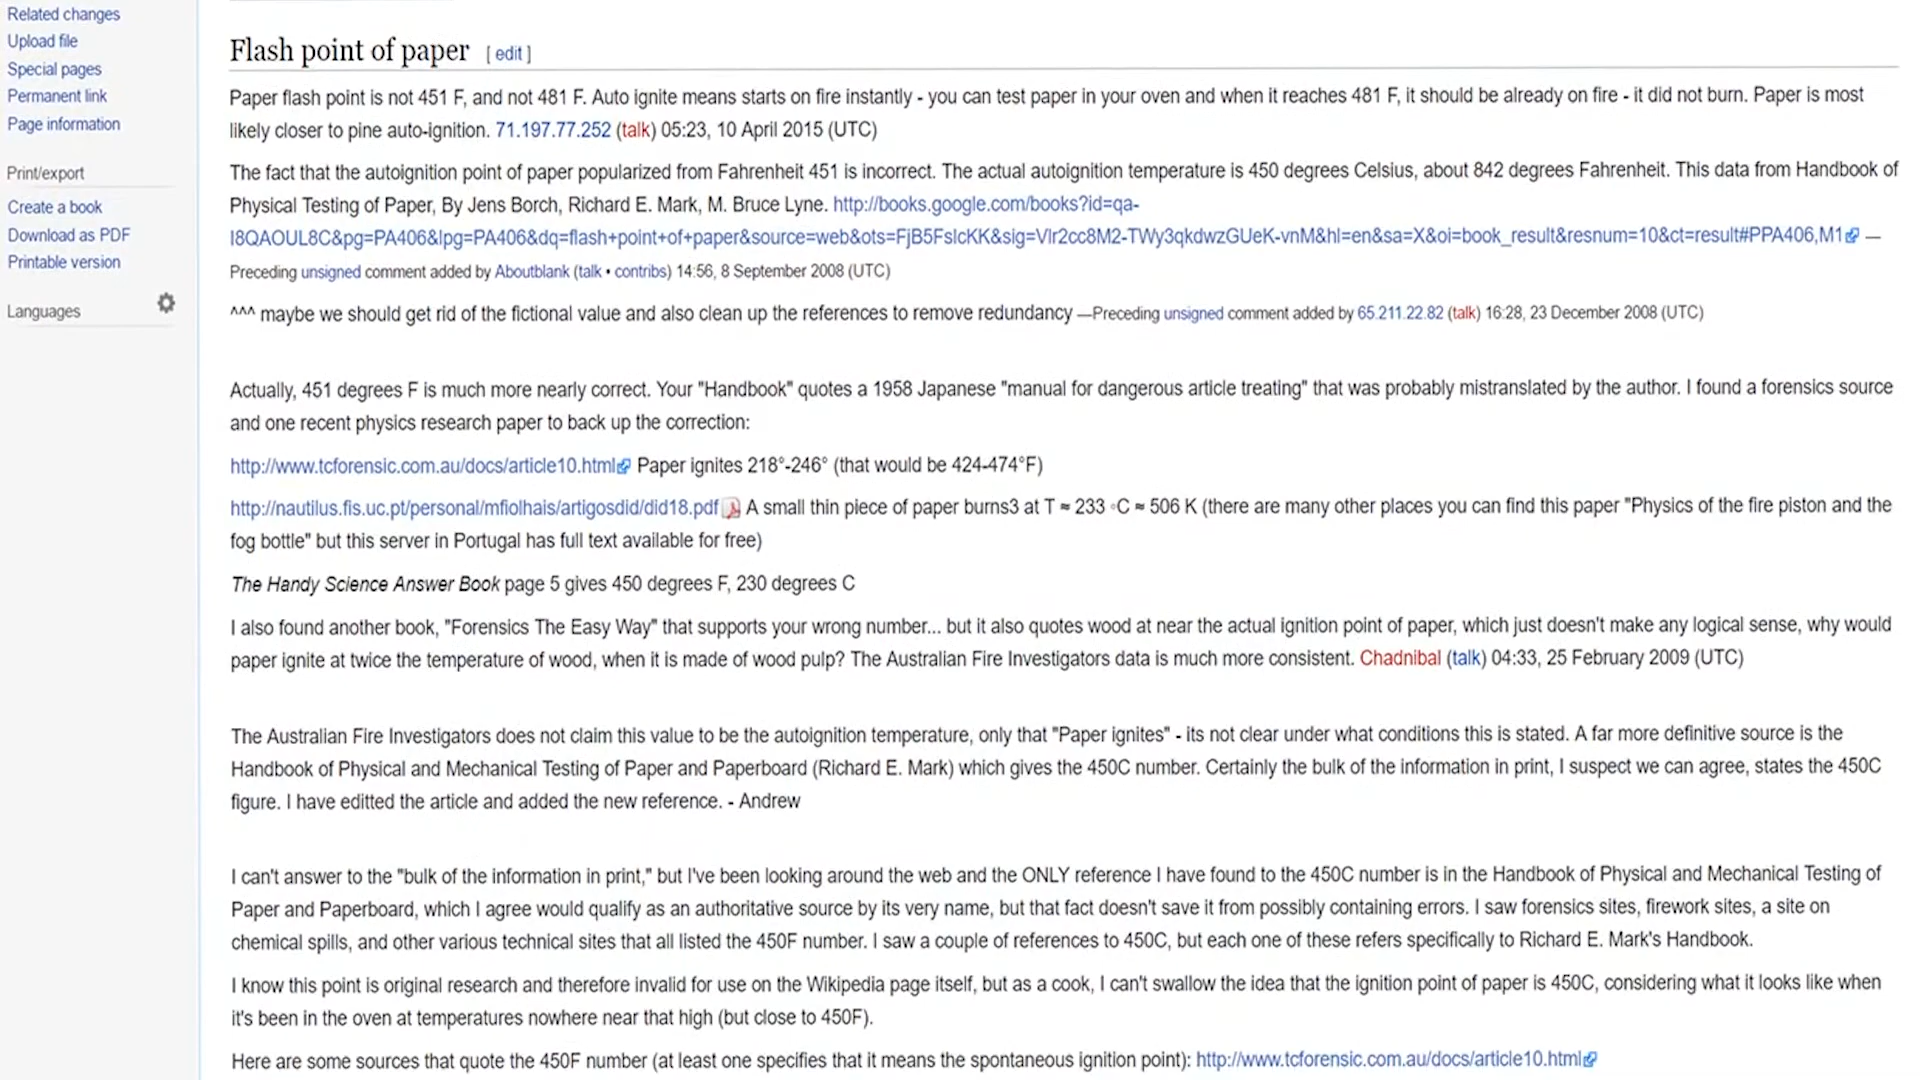 Related changes
Upload file
Special pages
Permanent link
Page information
Print/export
Create a book
Download as PDF
Printable version
Languages
Flash point of paper [ edit ]
Paper flash point is not 451 F, and not 481 F. Auto ignite means starts on fire instantly - you can test paper in your oven and when it reaches 481 F, it should be already on fire - it did not burn. Paper is most
likely closer to pine auto-ignition. 71.197.77.252 (talk) 05:23, 10 April 2015 (UTC)
The fact that the autoignition point of paper popularized from Fahrenheit 451 is incorrect. The actual autoignition temperature is 450 degrees Celsius, about 842 degrees Fahrenheit. This data from Handbook of
Physical Testing of Paper, By Jens Borch, Richard E. Mark, M. Bruce Lyne. http://books.google.com/books?id=qa-
I8QAOUL8C&pg=PA406&lpg=PA406&dq=flash+point+of+paper&source=web&ots=FjB5FslcKK&sig=Vlr2cc8M2-TWy3qkdwzGUeK-vnM&hl=en&sa=X&oi=book_result&resnum=10&ct=result#PPA406,M1 —
Preceding unsigned comment added by Aboutblank (talk • contribs) 14:56, 8 September 2008 (UTC)
^^^ maybe we should get rid of the fictional value and also clean up the references to remove redundancy —Preceding unsigned comment added by 65.211.22.82 (talk) 16:28, 23 December 2008 (UTC)
Actually, 451 degrees F is much more nearly correct. Your "Handbook" quotes a 1958 Japanese "manual for dangerous article treating" that was probably mistranslated by the author. I found a forensics source
and one recent physics research paper to back up the correction:
http://www.tcforensic.com.au/docs/article10.html Paper ignites 218°-246° (that would be 424-474°F)
http://nautilus.fis.uc.pt/personal/mfiolhais/artigosdid/did18.pdf A small thin piece of paper burns3 at T ≈ 233 ◦C ≈ 506 K (there are many other places you can find this paper "Physics of the fire piston and the
fog bottle" but this server in Portugal has full text available for free)
The Handy Science Answer Book page 5 gives 450 degrees F, 230 degrees C
I also found another book, "Forensics The Easy Way" that supports your wrong number... but it also quotes wood at near the actual ignition point of paper, which just doesn't make any logical sense, why would
paper ignite at twice the temperature of wood, when it is made of wood pulp? The Australian Fire Investigators data is much more consistent. Chadnibal (talk) 04:33, 25 February 2009 (UTC)
The Australian Fire Investigators does not claim this value to be the autoignition temperature, only that "Paper ignites" - its not clear under what conditions this is stated. A far more definitive source is the
Handbook of Physical and Mechanical Testing of Paper and Paperboard (Richard E. Mark) which gives the 450C number. Certainly the bulk of the information in print, I suspect we can agree, states the 450C
figure. I have editted the article and added the new reference. - Andrew
I can't answer to the "bulk of the information in print," but I've been looking around the web and the ONLY reference I have found to the 450C number is in the Handbook of Physical and Mechanical Testing of
Paper and Paperboard, which I agree would qualify as an authoritative source by its very name, but that fact doesn't save it from possibly containing errors. I saw forensics sites, firework sites, a site on
chemical spills, and other various technical sites that all listed the 450F number. I saw a couple of references to 450C, but each one of these refers specifically to Richard E. Mark's Handbook.
I know this point is original research and therefore invalid for use on the Wikipedia page itself, but as a cook, I can't swallow the idea that the ignition point of paper is 450C, considering what it looks like when
it's been in the oven at temperatures nowhere near that high (but close to 450F).
Here are some sources that quote the 450F number (at least one specifies that it means the spontaneous ignition point): http://www.tcforensic.com.au/docs/article10.html